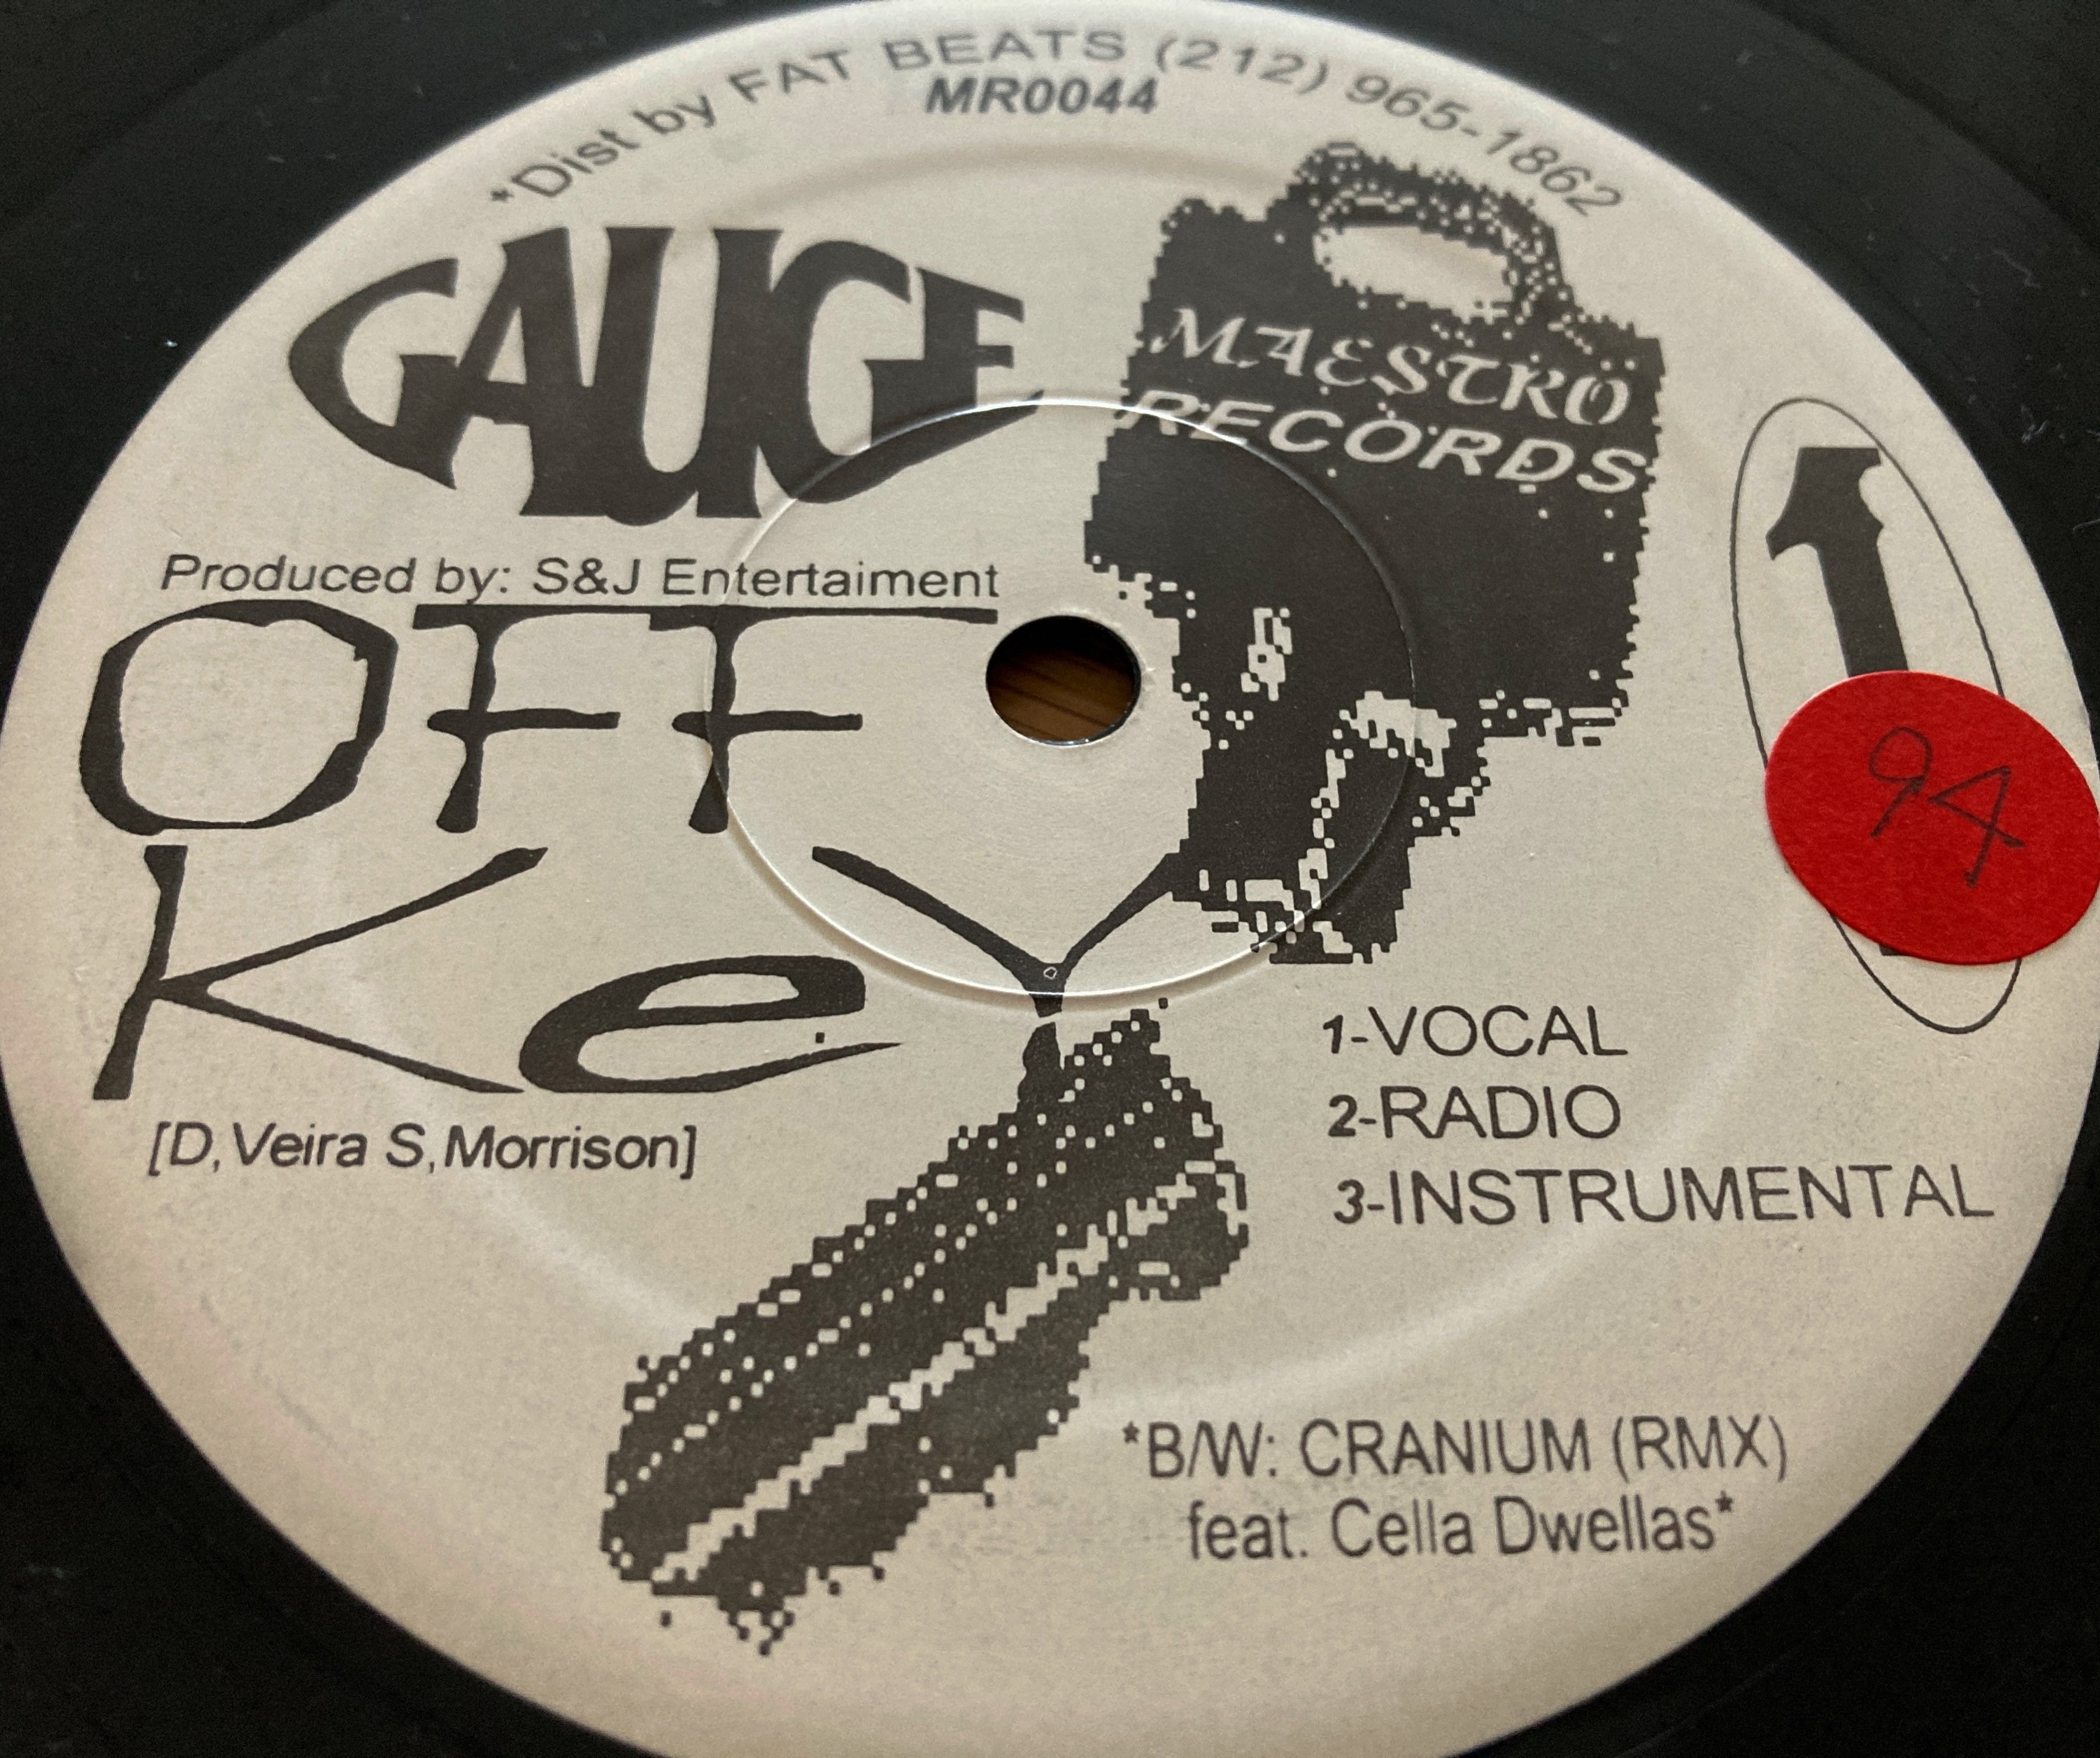 *Dist by FAT BEATS (212) 965-1862
MR0044
GAUGE
MAESTRO
RECORDS
1
Produced by: S&J Entertaiment
OFF
Key
94
[D,Veira S,Morrison]
1-VOCAL
2-RADIO
3-INSTRUMENTAL
*B/W: CRANIUM (RMX)
feat. Cella Dwellas*